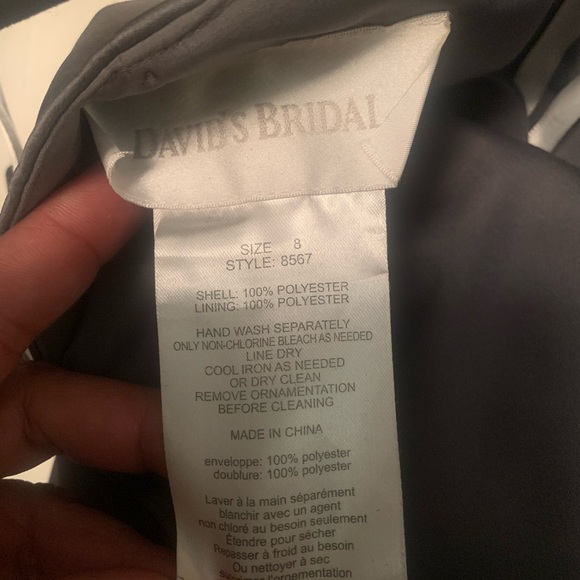 DAVID'S BRIDAL
SIZE 8
STYLE: 8567
SHELL: 100% POLYESTER
LINING: 100% POLYESTER
HAND WASH SEPARATELY
ONLY NON-CHLORINE BLEACH AS NEEDED
LINE DRY
COOL IRON AS NEEDED
OR DRY CLEAN
REMOVE ORNAMENTATION
BEFORE CLEANING
MADE IN CHINA
enveloppe: 100% polyester
doublure: 100% polyester
Laver à la main séparément
blanchir avec un agent
non chloré au besoin seulement
Étendre pour sécher
Repasser à froid au besoin
Ou nettoyer à sec
l'ornementation